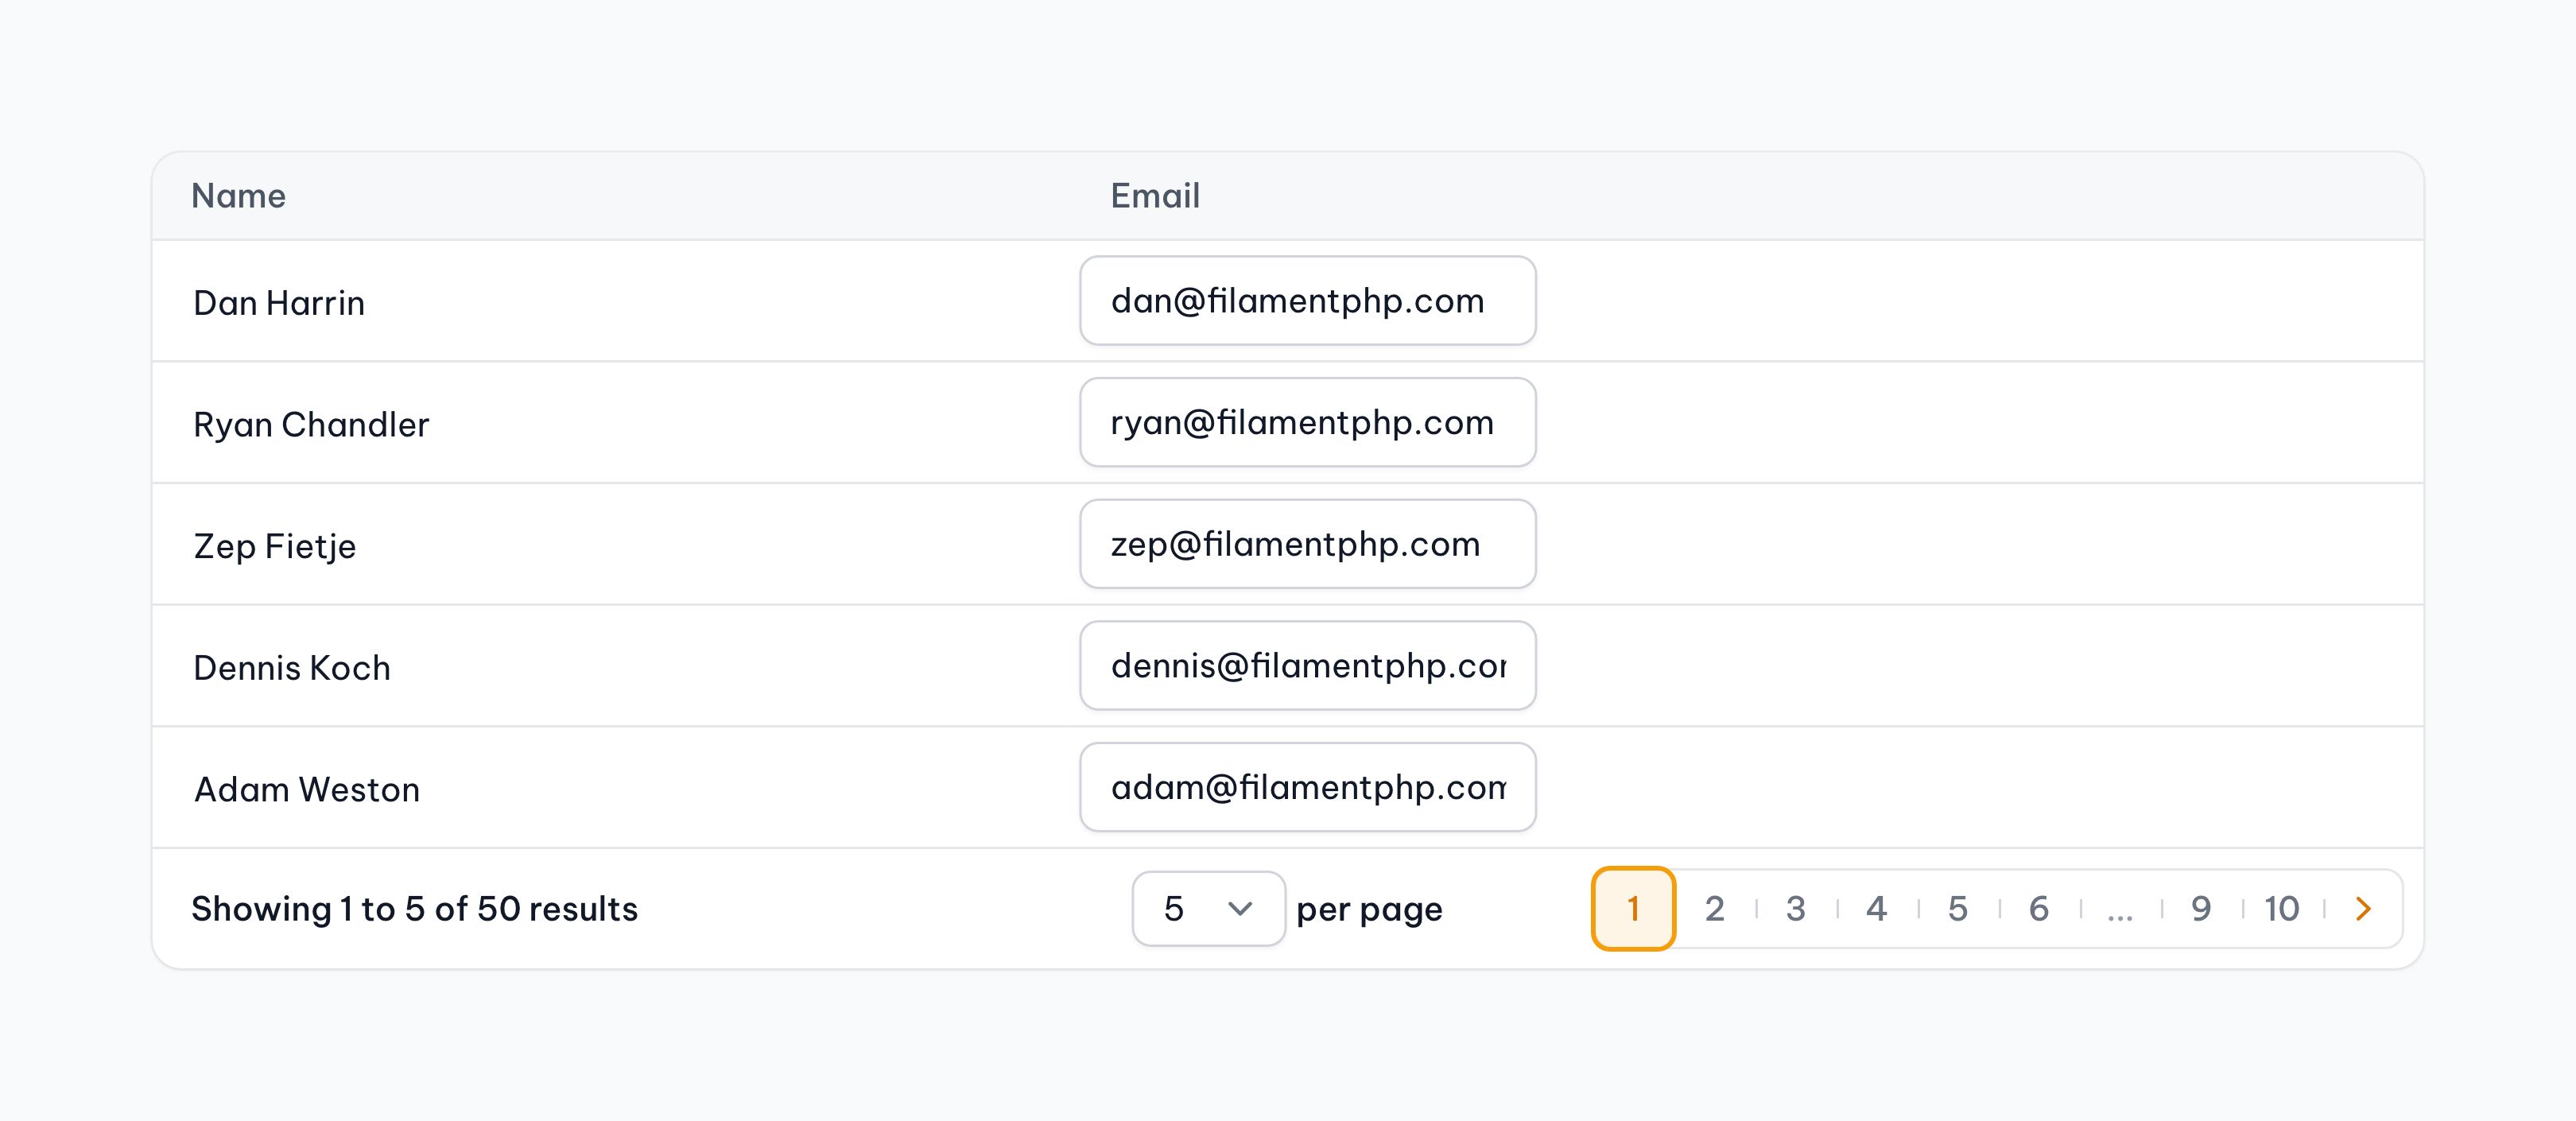 Name Email
Dan Harrin dan@filamentphp.com
Ryan Chandler ryan@filamentphp.com
Zep Fietje zep@filamentphp.com
Dennis Koch dennis@filamentphp.cor
Adam Weston adam@filamentphp.com
Showing 1 to 5 of 50 results 5 per page 1 2 3 4 5 6 ... 9 10